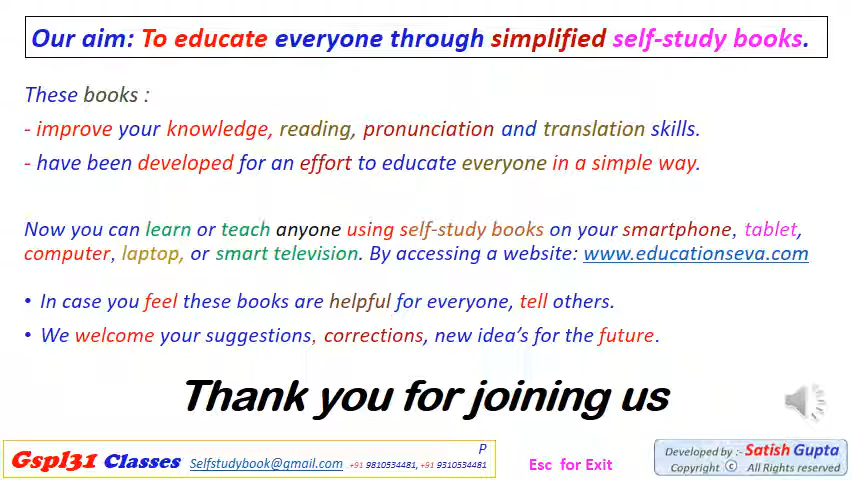 Our aim: To educate everyone through simplified self-study books.
These books :
- improve your knowledge, reading, pronunciation and translation skills.
- have been developed for an effort to educate everyone in a simple way.
Now you can learn or teach anyone using self-study books on your smartphone, tablet,
computer, laptop, or smart television. By accessing a website: www.educationseva.com
• In case you feel these books are helpful for everyone, tell others.
• We welcome your suggestions, corrections, new idea’s for the future.
Thank you for joining us
P
Gspl31 Classes Selfstudybook@gmail.com +91 9810534481, +91 9310534481
Esc for Exit
Developed by :- Satish Gupta
Copyright © All Rights reserved